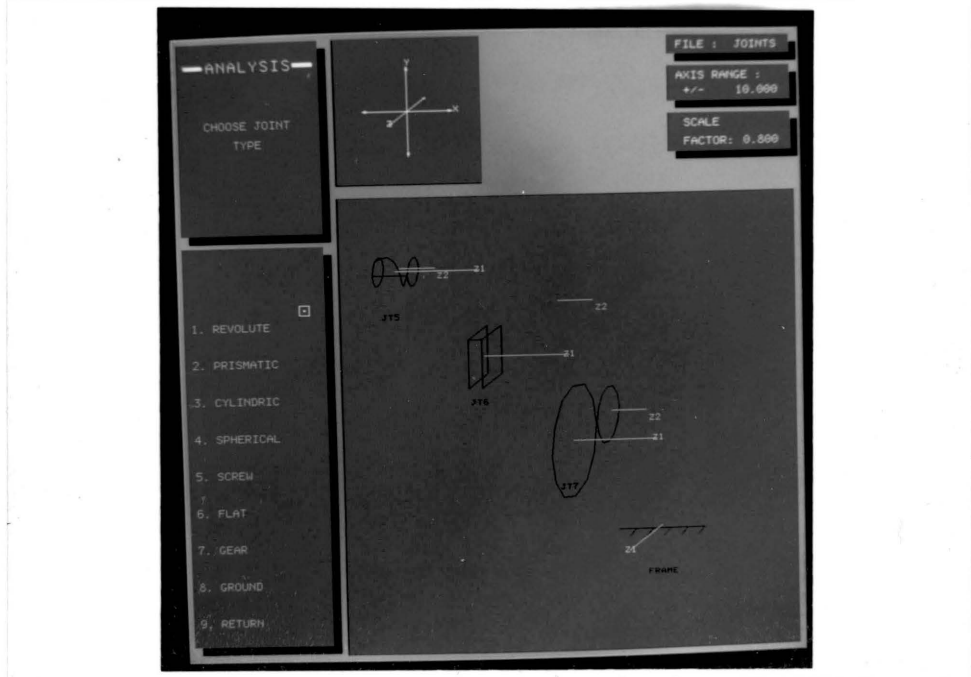 ANALYSIS
CHOOSE JOINT
TYPE
Y
X
Z
FILE : JOINTS
AXIS RANGE :
+/- 10.000
SCALE
FACTOR: 0.800
1. REVOLUTE
2. PRISMATIC
3. CYLINDRIC
4. SPHERICAL
5. SCREW
6. FLAT
7. GEAR
8. GROUND
9. RETURN
Z1
Z2
JT5
Z2
Z1
JT6
Z2
Z1
JT7
Z1
FRAME